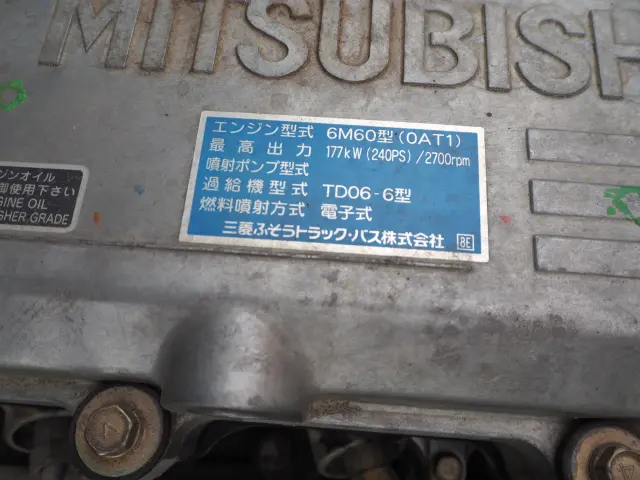 MITSUBISH
エンジン型式 6M60型(0AT1)
最高出力 177kW(240PS)/2700rpm
噴射ポンプ型式
過給機型式 TD06-6型
燃料噴射方式 電子式
三菱ふそうトラック・バス株式会社 8E
ンジンオイル
御使用下さい
GINE OIL
GHER GRADE